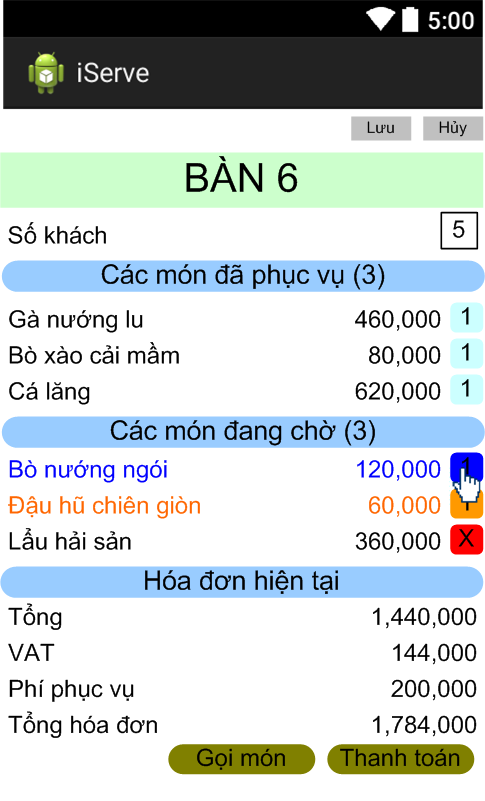 5:00
iServe
Lưu Hủy
BÀN 6
Số khách 5
Các món đã phục vụ (3)
Gà nướng lu 460,000 1
Bò xào cải mầm 80,000 1
Cá lăng 620,000 1
Các món đang chờ (3)
Bò nướng ngói 120,000 1
Đậu hũ chiên giòn 60,000
Lẩu hải sản 360,000 X
Hóa đơn hiện tại
Tổng 1,440,000
VAT 144,000
Phí phục vụ 200,000
Tổng hóa đơn 1,784,000
Gọi món Thanh toán